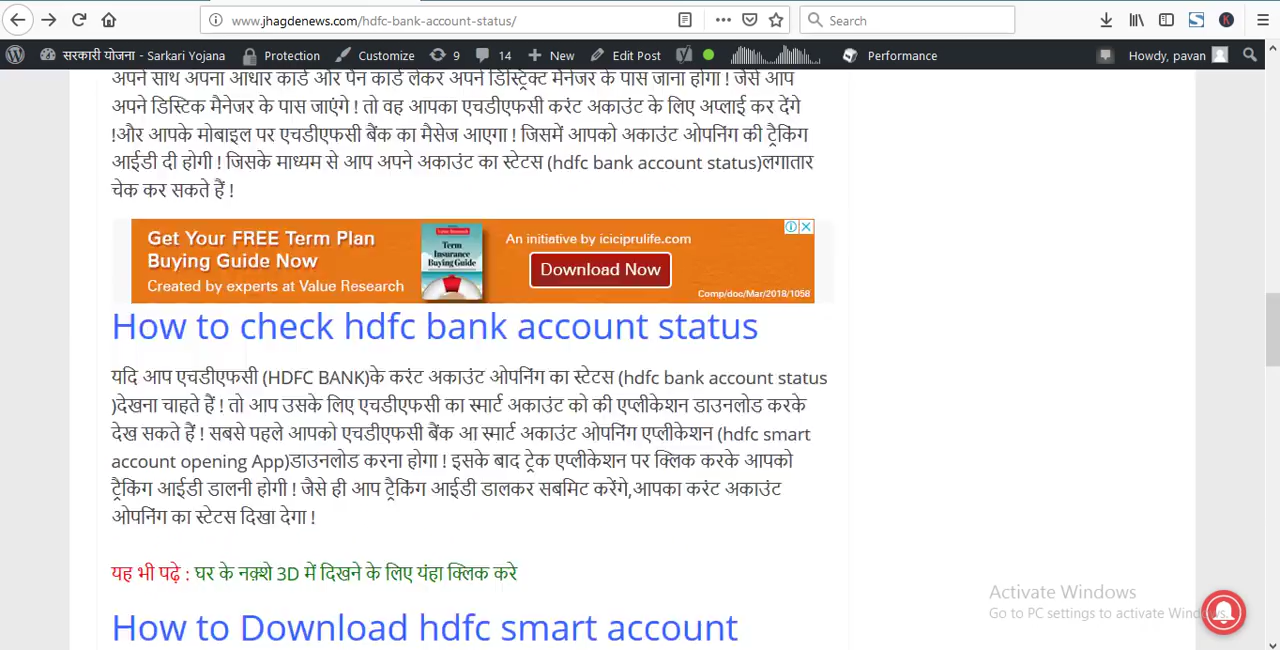 www.jhagdenews.com/hdfc-bank-account-status/
Search
सरकारी योजना - Sarkari Yojana
Protection
Customize
9
14
New
Edit Post
Performance
Howdy, pavan
अपने साथ अपना आधार कार्ड और पैन कार्ड लेकर अपने डिस्ट्रिक्ट मैनेजर के पास जाना होगा ! जैसे आप
अपने डिस्टिक मैनेजर के पास जाएंगे ! तो वह आपका एचडीएफसी करंट अकाउंट के लिए अप्लाई कर देंगे
!और आपके मोबाइल पर एचडीएफसी बैंक का मैसेज आएगा ! जिसमें आपको अकाउंट ओपनिंग की ट्रैकिंग
आईडी दी होगी ! जिसके माध्यम से आप अपने अकाउंट का स्टेटस (hdfc bank account status)लगातार
चेक कर सकते हैं !
Get Your FREE Term Plan
Buying Guide Now
Created by experts at Value Research
Term
Insurance
Buying Guide
An initiative by iciciprulife.com
Download Now
Comp/doc/Mar/2018/1058
How to check hdfc bank account status
यदि आप एचडीएफसी (HDFC BANK)के करंट अकाउंट ओपनिंग का स्टेटस (hdfc bank account status
)देखना चाहते हैं ! तो आप उसके लिए एचडीएफसी का स्मार्ट अकाउंट को की एप्लीकेशन डाउनलोड करके
देख सकते हैं ! सबसे पहले आपको एचडीएफसी बैंक आ स्मार्ट अकाउंट ओपनिंग एप्लीकेशन (hdfc smart
account opening App)डाउनलोड करना होगा ! इसके बाद ट्रेक एप्लीकेशन पर क्लिक करके आपको
ट्रैकिंग आईडी डालनी होगी ! जैसे ही आप ट्रैकिंग आईडी डालकर सबमिट करेंगे,आपका करंट अकाउंट
ओपनिंग का स्टेटस दिखा देगा !
यह भी पढ़े : घर के नक़्शे 3D में दिखने के लिए यंहा क्लिक करे
How to Download hdfc smart account
Activate Windows
Go to PC settings to activate Windows.